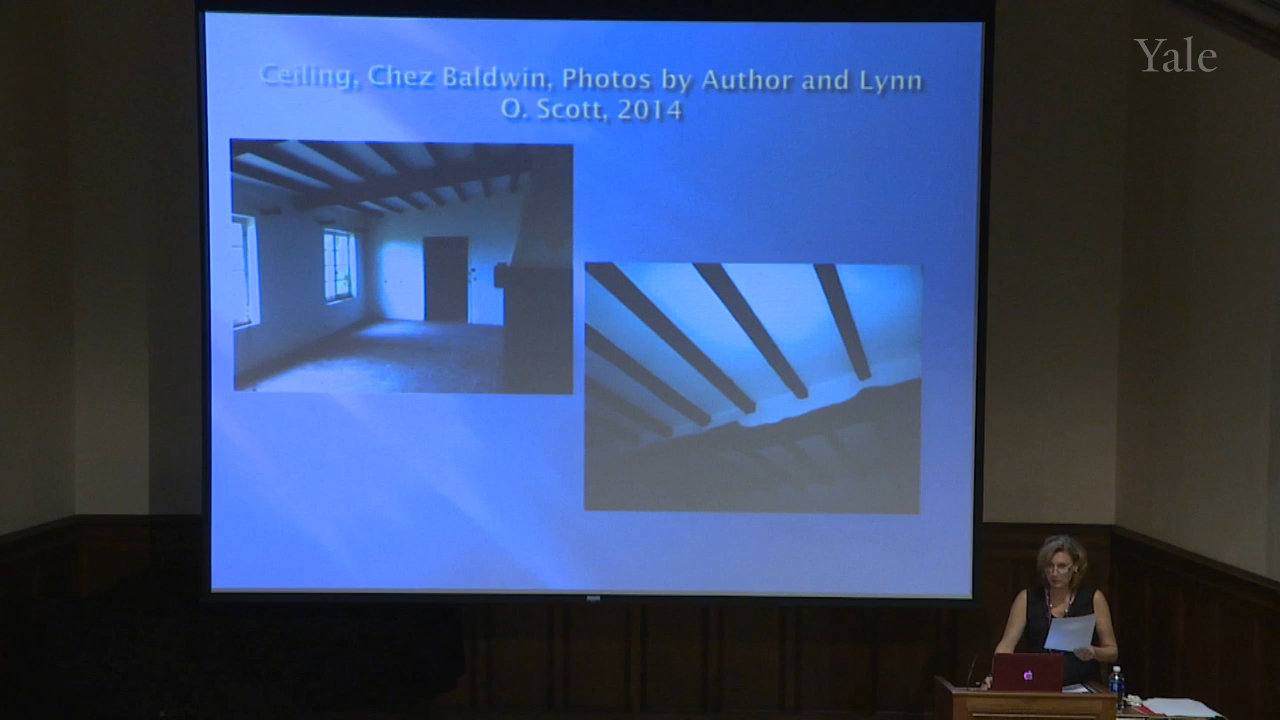 Yale
Ceiling, Chez Baldwin, Photos by Author and Lynn
O. Scott, 2014